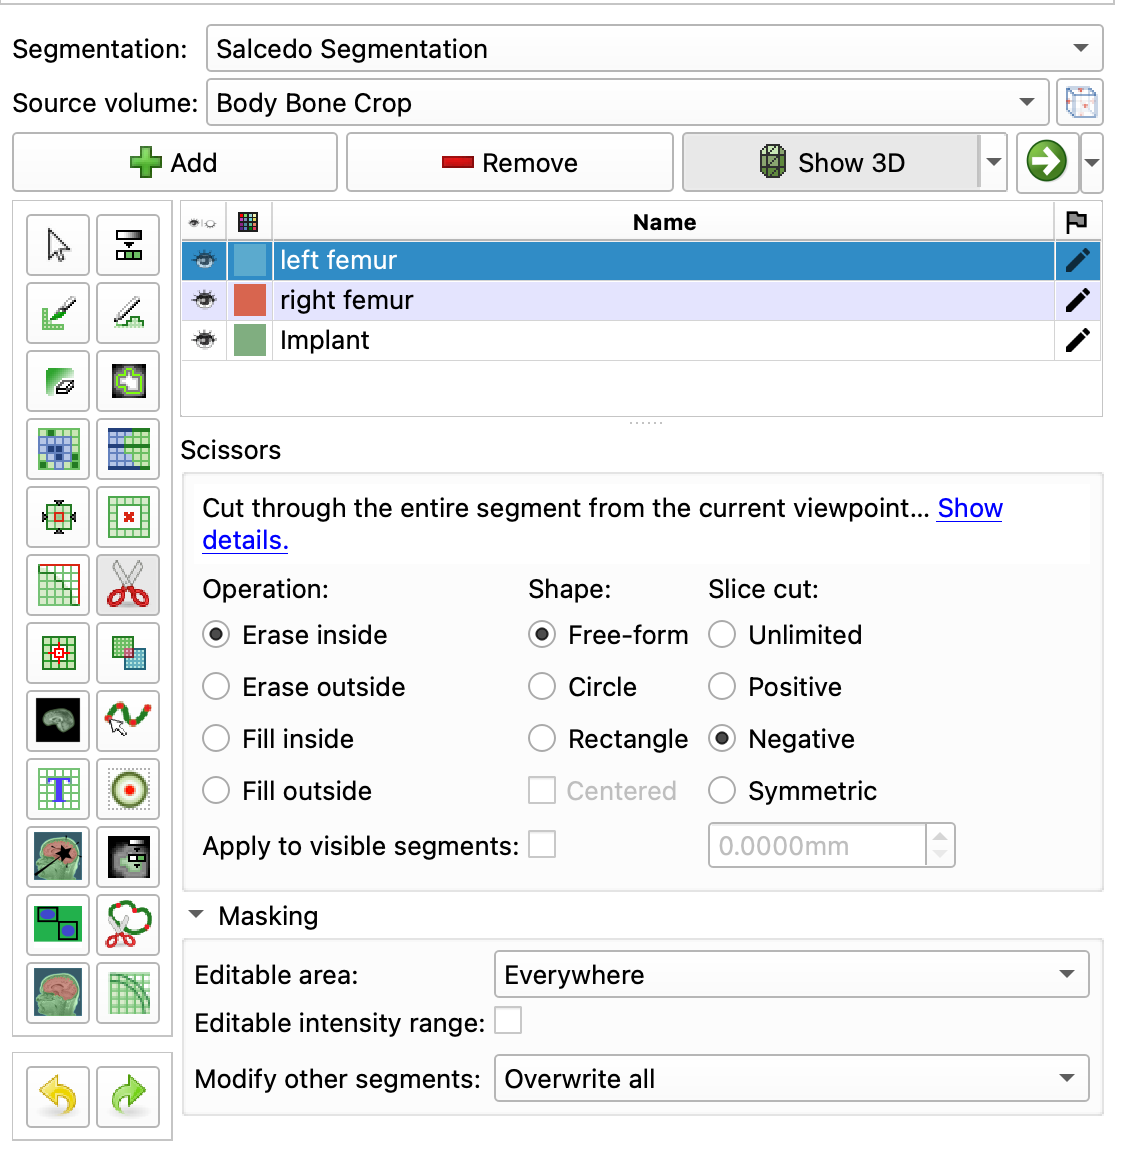 Segmentation: Salcedo Segmentation
Source volume: Body Bone Crop
Add Remove Show 3D
Name
left femur
right femur
Implant
Scissors
Cut through the entire segment from the current viewpoint... Show
details.
Operation: Shape: Slice cut:
Erase inside Free-form Unlimited
Erase outside Circle Positive
Fill inside Rectangle Negative
Fill outside Centered Symmetric
Apply to visible segments: 0.0000mm
T
Masking
Editable area: Everywhere
Editable intensity range:
Modify other segments: Overwrite all